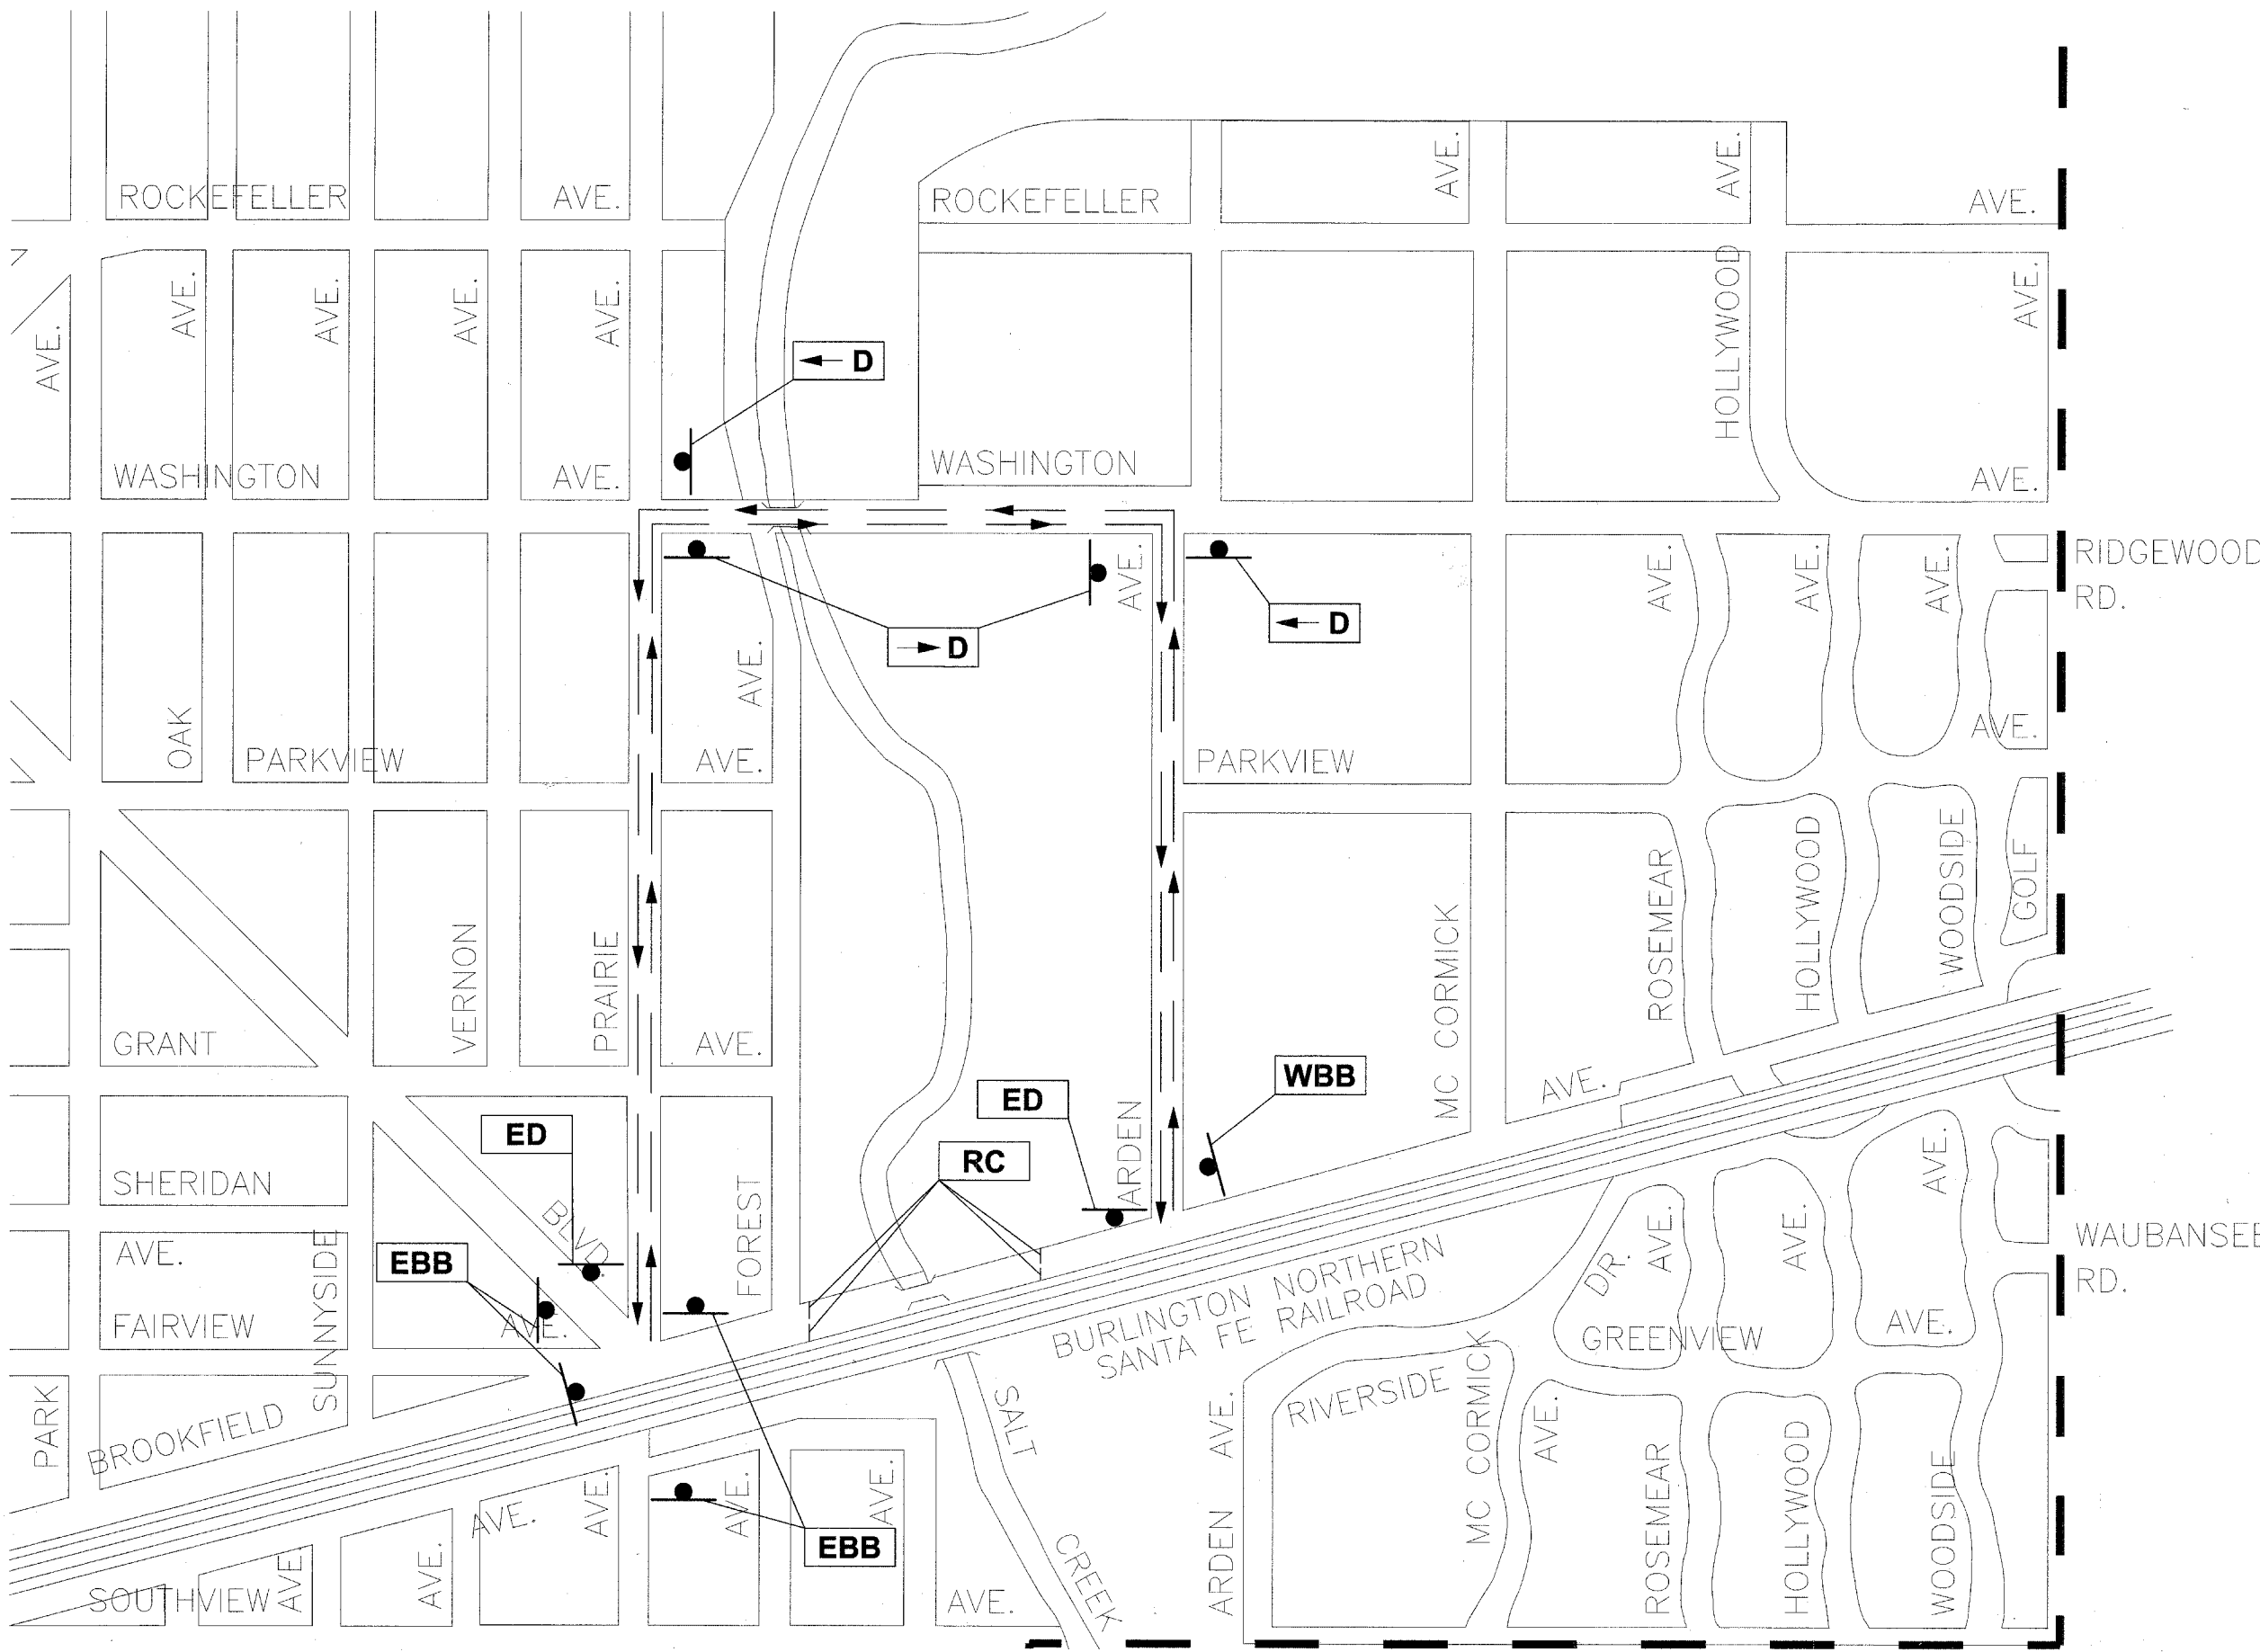 ROCKEFELLER AVE. ROCKEFELLER AVE. AVE. AVE.
AVE. AVE. AVE. AVE. AVE. HOLLYWOOD AVE.
← D
WASHINGTON AVE. WASHINGTON AVE.
RIDGEWOOD
RD.
AVE. AVE. AVE. AVE.
→ D
← D
OAK
AVE.
PARKVIEW AVE. PARKVIEW AVE.
VERNON
PRAIRIE
MC CORMICK
ROSEMEAR
HOLLYWOOD
WOODSIDE
GOLF
GRANT AVE.
WBB
AVE.
ED
ED
RC
ARDEN
SHERIDAN
BLVD.
FOREST
AVE.
EBB
SUNNYSIDE
FAIRVIEW AVE.
BURLINGTON NORTHERN
SANTA FE RAILROAD
DR.
AVE.
AVE.
AVE.
WAUBANSEE
RD.
GREENVIEW AVE.
PARK
BROOKFIELD AVE.
SALT
CREEK
ARDEN AVE.
RIVERSIDE
MC CORMICK
AVE.
ROSEMEAR
HOLLYWOOD
WOODSIDE
AVE.
AVE.
AVE.
AVE.
AVE.
EBB
SOUTHVIEW AVE.